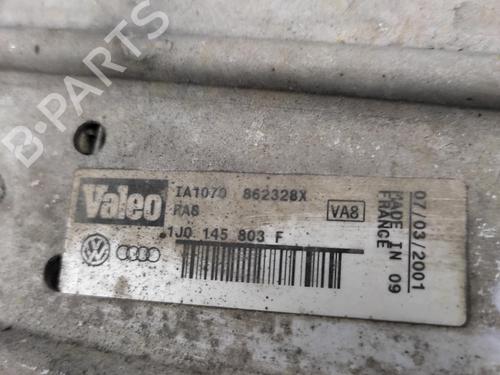 B-PARTS
Valeo
IA1070 862328X
PA8
VA8
1J0 145 803 F
07/03/2001
MADE IN 09
FRANCE